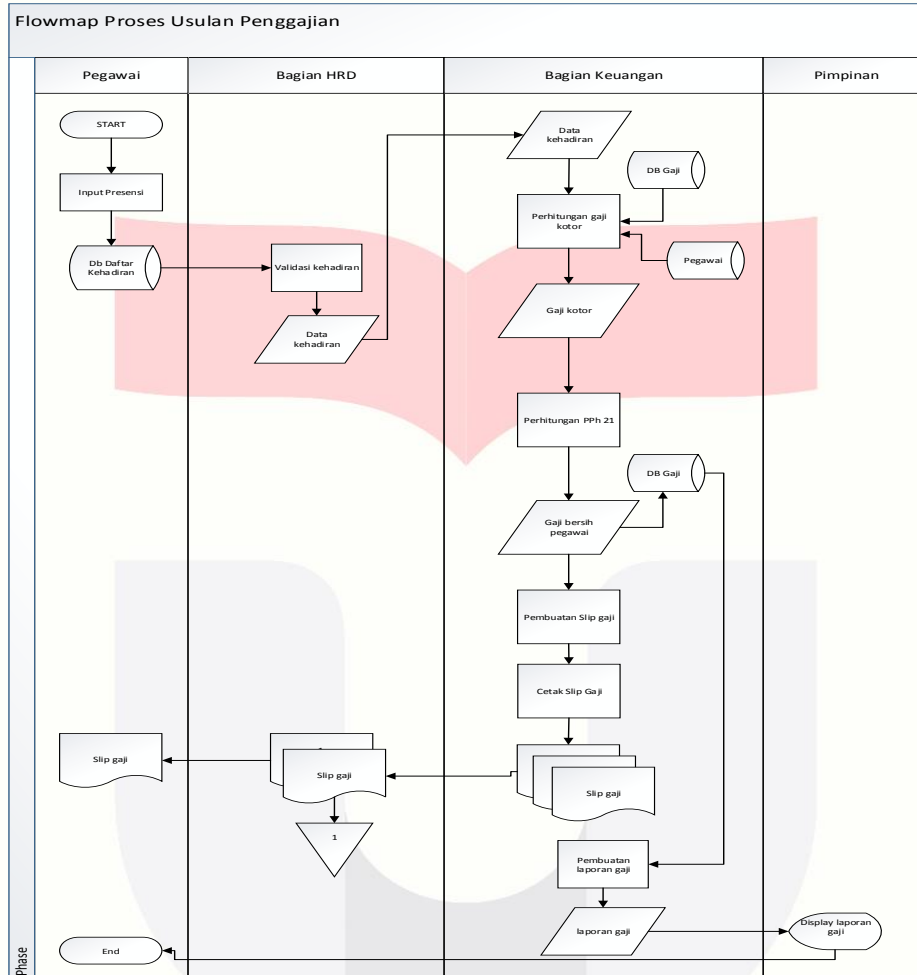 Flowmap Proses Usulan Penggajian
Pegawai
Bagian HRD
Bagian Keuangan
Pimpinan
START
Input Presensi
Db Daftar
Kehadiran
Validasi kehadiran
Data
kehadiran
Data
kehadiran
DB Gaji
Perhitungan gaji
kotor
Pegawai
Gaji kotor
Perhitungan PPh 21
DB Gaji
Gaji bersih
pegawai
Pembuatan Slip gaji
Cetak Slip Gaji
Slip gaji
Slip gaji
Slip gaji
1
Pembuatan
laporan gaji
laporan gaji
Display laporan
gaji
End
Phase